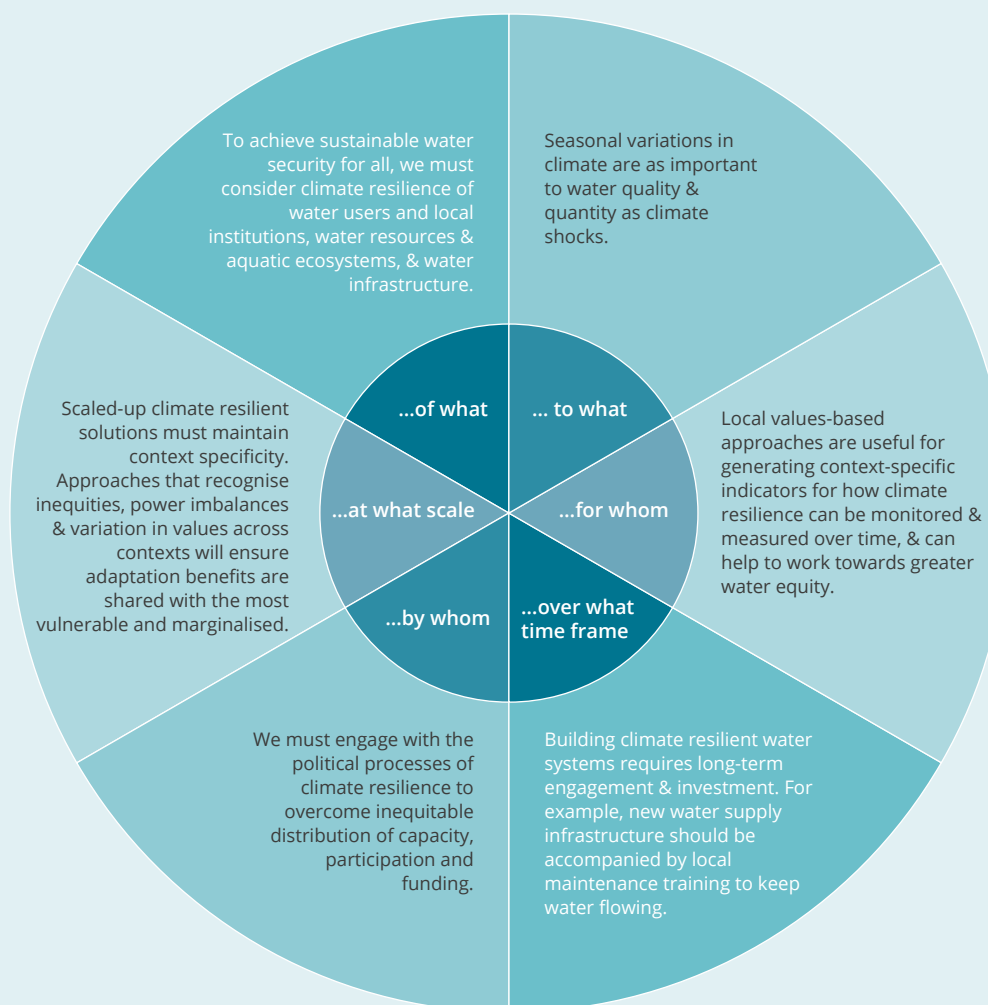 To achieve sustainable water
security for all, we must
consider climate resilience of
water users and local
institutions, water resources &
aquatic ecosystems, & water
infrastructure.
...of what
Seasonal variations in
climate are as important
to water quality &
quantity as climate
shocks.
... to what
Local values-based
approaches are useful for
generating context-specific
indicators for how climate
resilience can be monitored &
measured over time, & can
help to work towards greater
water equity.
...for whom
Building climate resilient water
systems requires long-term
engagement & investment. For
example, new water supply
infrastructure should be
accompanied by local
maintenance training to keep
water flowing.
...over what
time frame
We must engage with the
political processes of
climate resilience to
overcome inequitable
distribution of capacity,
participation and
funding.
...by whom
Scaled-up climate resilient
solutions must maintain
context specificity.
Approaches that recognise
inequities, power imbalances
& variation in values across
contexts will ensure
adaptation benefits are
shared with the most
vulnerable and marginalised.
...at what scale